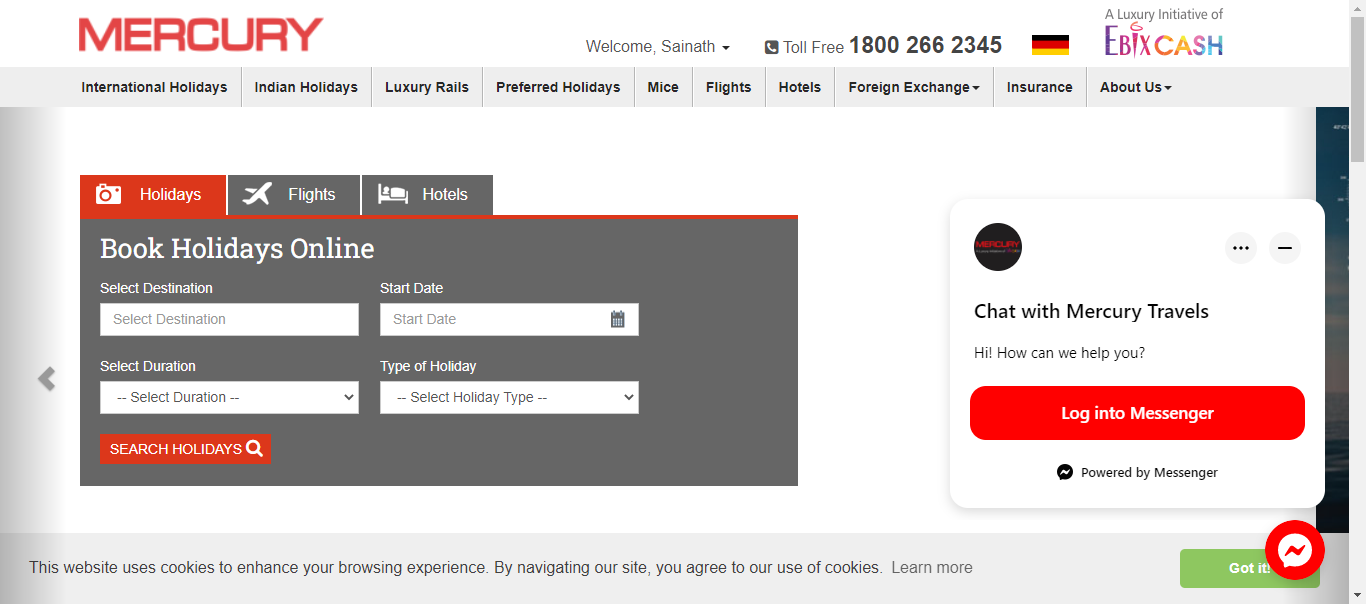 MERCURY
Welcome, Sainath
Toll Free 1800 266 2345
A Luxury Initiative of
EBIXCASH
International Holidays Indian Holidays Luxury Rails Preferred Holidays Mice Flights Hotels Foreign Exchange Insurance About Us
Holidays Flights Hotels
Book Holidays Online
Select Destination Start Date
Select Destination Start Date
Select Duration Type of Holiday
-- Select Duration -- -- Select Holiday Type --
SEARCH HOLIDAYS
MERCURY
Chat with Mercury Travels
Hi! How can we help you?
Log into Messenger
Powered by Messenger
This website uses cookies to enhance your browsing experience. By navigating our site, you agree to our use of cookies. Learn more
Got it!